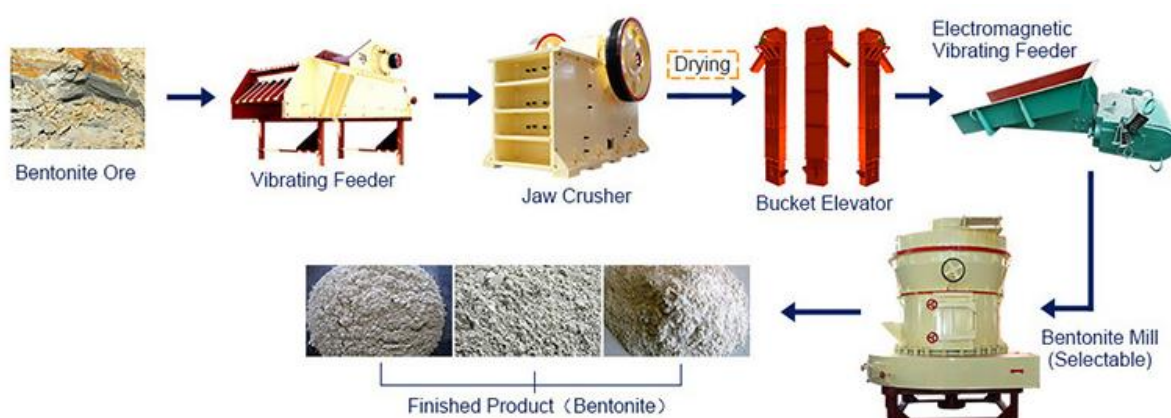 Bentonite Ore
Vibrating Feeder
Jaw Crusher
Drying
Bucket Elevator
Electromagnetic
Vibrating Feeder
Bentonite Mill
(Selectable)
Finished Product（Bentonite）